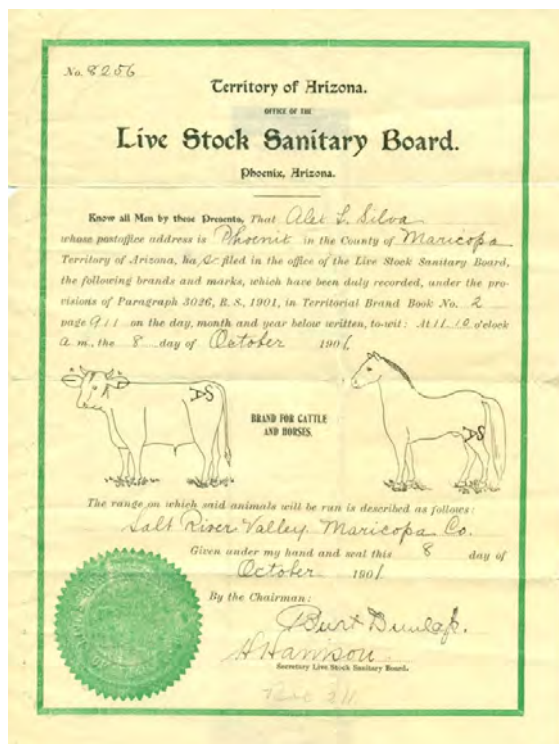 No. 8256
Territory of Arizona.
OFFICE OF THE
Live Stock Sanitary Board.
Phoenix, Arizona.
Know all Men by these Presents, That Alex L. Silva
whose postoffice address is Phoenix in the County of Maricopa
Territory of Arizona, has filed in the office of the Live Stock Sanitary Board,
the following brands and marks, which have been duly recorded, under the pro-
visions of Paragraph 3026, R. S., 1901, in Territorial Brand Book No. 2
page 911 on the day, month and year below written, to-wit: At 11.10 o'clock
a m., the 8 day of October 1901.
AS
BRAND FOR CATTLE
AND HORSES.
AS
The range on which said animals will be run is described as follows:
Salt River Valley. Maricopa Co.
Given under my hand and seal this 8 day of
October 1901.
By the Chairman:
Burt Dunlap.
H Harrison
Secretary Live Stock Sanitary Board.